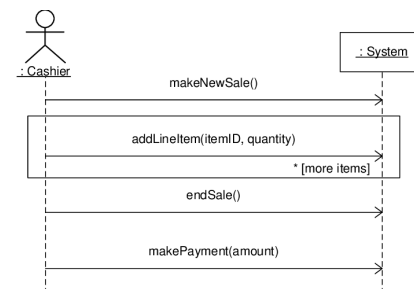 : Cashier
: System
makeNewSale()
addLineItem(itemID, quantity)
* [more items]
endSale()
makePayment(amount)